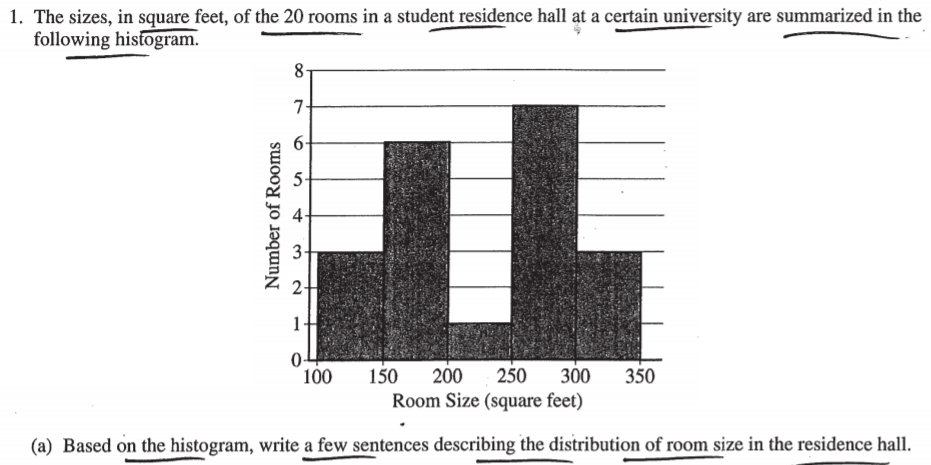 1. The sizes, in square feet, of the 20 rooms in a student residence hall at a certain university are summarized in the
following histogram.
8
7
6
5
4
3
2
1
0
Number of Rooms
100 150 200 250 300 350
Room Size (square feet)
(a) Based on the histogram, write a few sentences describing the distribution of room size in the residence hall.